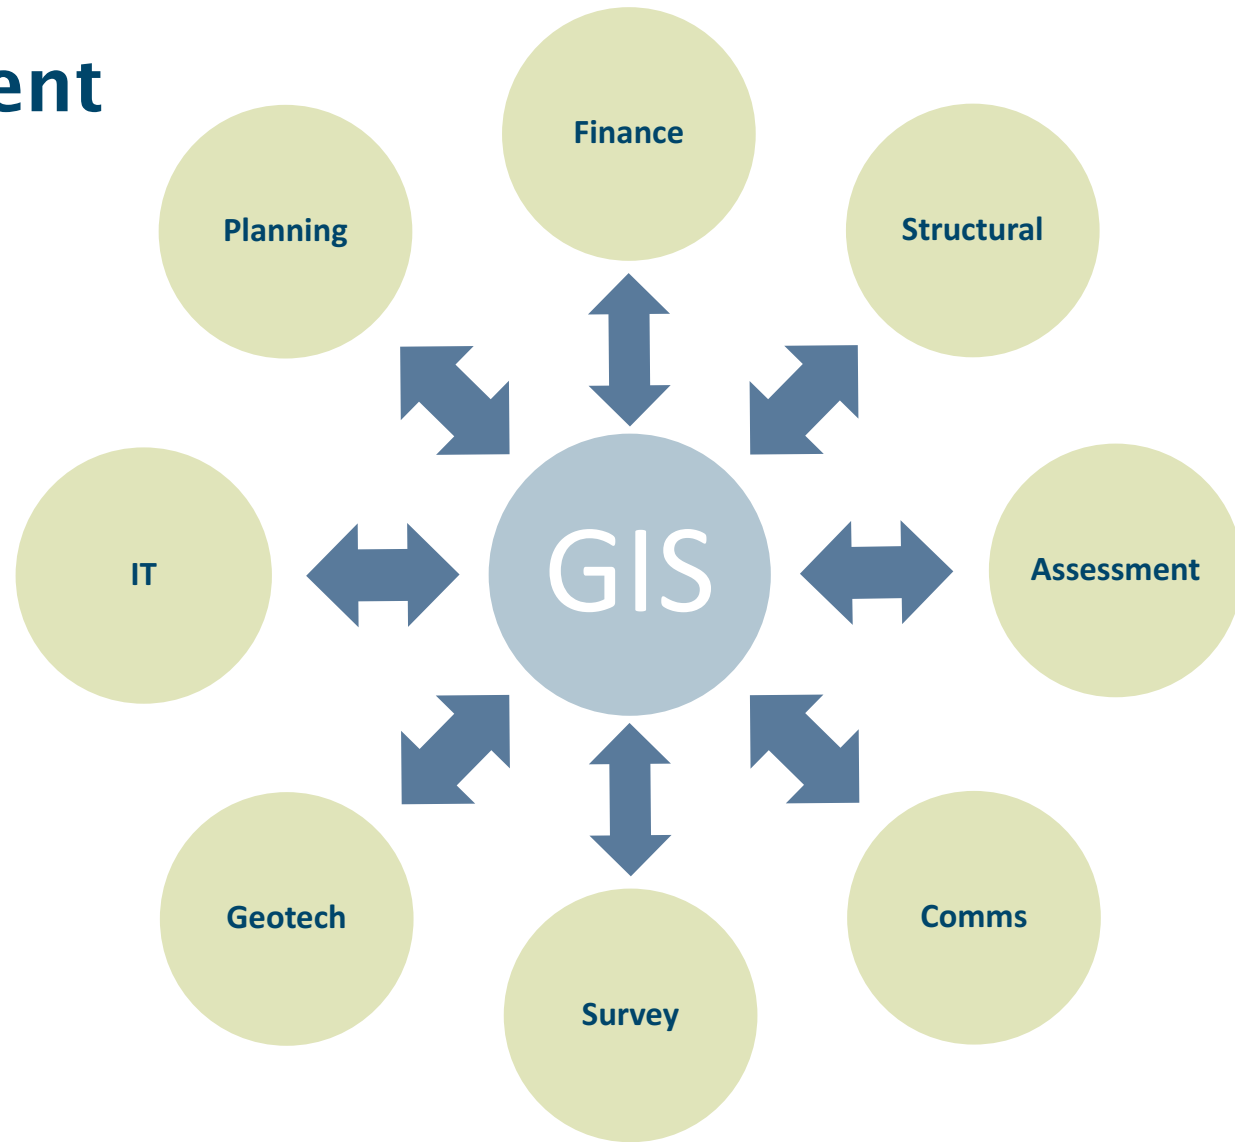 ent
Finance
Planning
Structural
GIS
IT
Assessment
Geotech
Comms
Survey